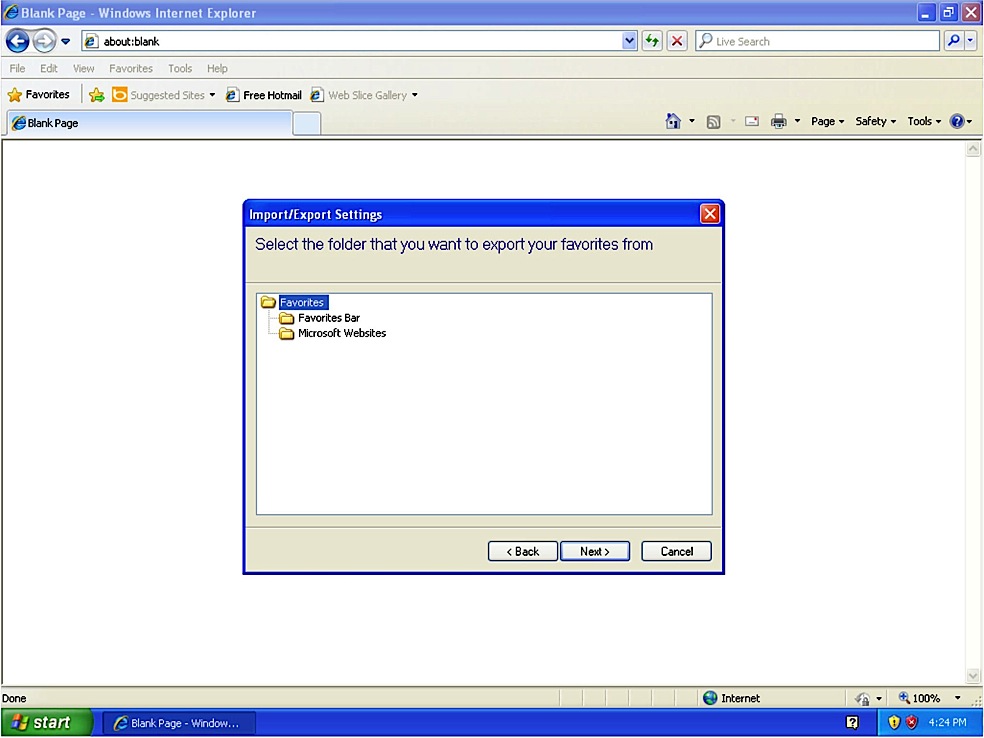 Blank Page - Windows Internet Explorer
about:blank
Live Search
File Edit View Favorites Tools Help
Favorites Suggested Sites Free Hotmail Web Slice Gallery
Blank Page
Page Safety Tools
Import/Export Settings
Select the folder that you want to export your favorites from
Favorites
Favorites Bar
Microsoft Websites
< Back Next > Cancel
Done Internet 100%
start Blank Page - Window... 4:24 PM